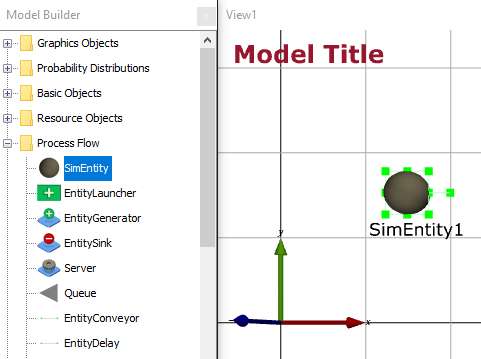 Model Builder
x
View1
Graphics Objects
Probability Distributions
Basic Objects
Resource Objects
Process Flow
SimEntity
EntityLauncher
EntityGenerator
EntitySink
Server
Queue
EntityConveyor
EntityDelay
Model Title
SimEntity1
y
x